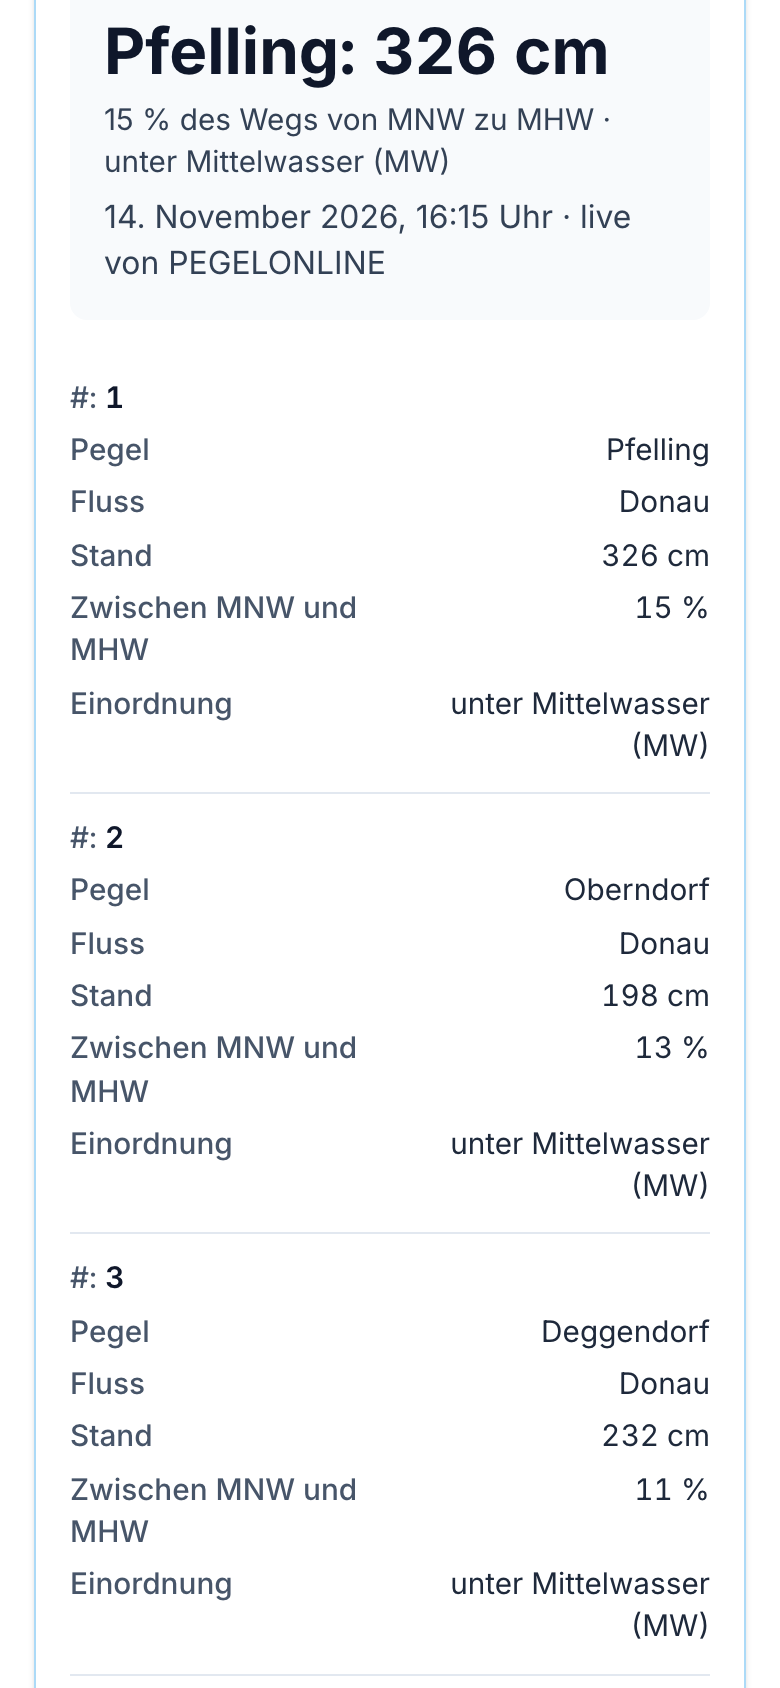 Pfelling: 326 cm
15 % des Wegs von MNW zu MHW ·
unter Mittelwasser (MW)
14. November 2026, 16:15 Uhr · live
von PEGELONLINE
#: 1
Pegel Pfelling
Fluss Donau
Stand 326 cm
Zwischen MNW und 15 %
MHW
Einordnung unter Mittelwasser
(MW)
#: 2
Pegel Oberndorf
Fluss Donau
Stand 198 cm
Zwischen MNW und 13 %
MHW
Einordnung unter Mittelwasser
(MW)
#: 3
Pegel Deggendorf
Fluss Donau
Stand 232 cm
Zwischen MNW und 11 %
MHW
Einordnung unter Mittelwasser
(MW)